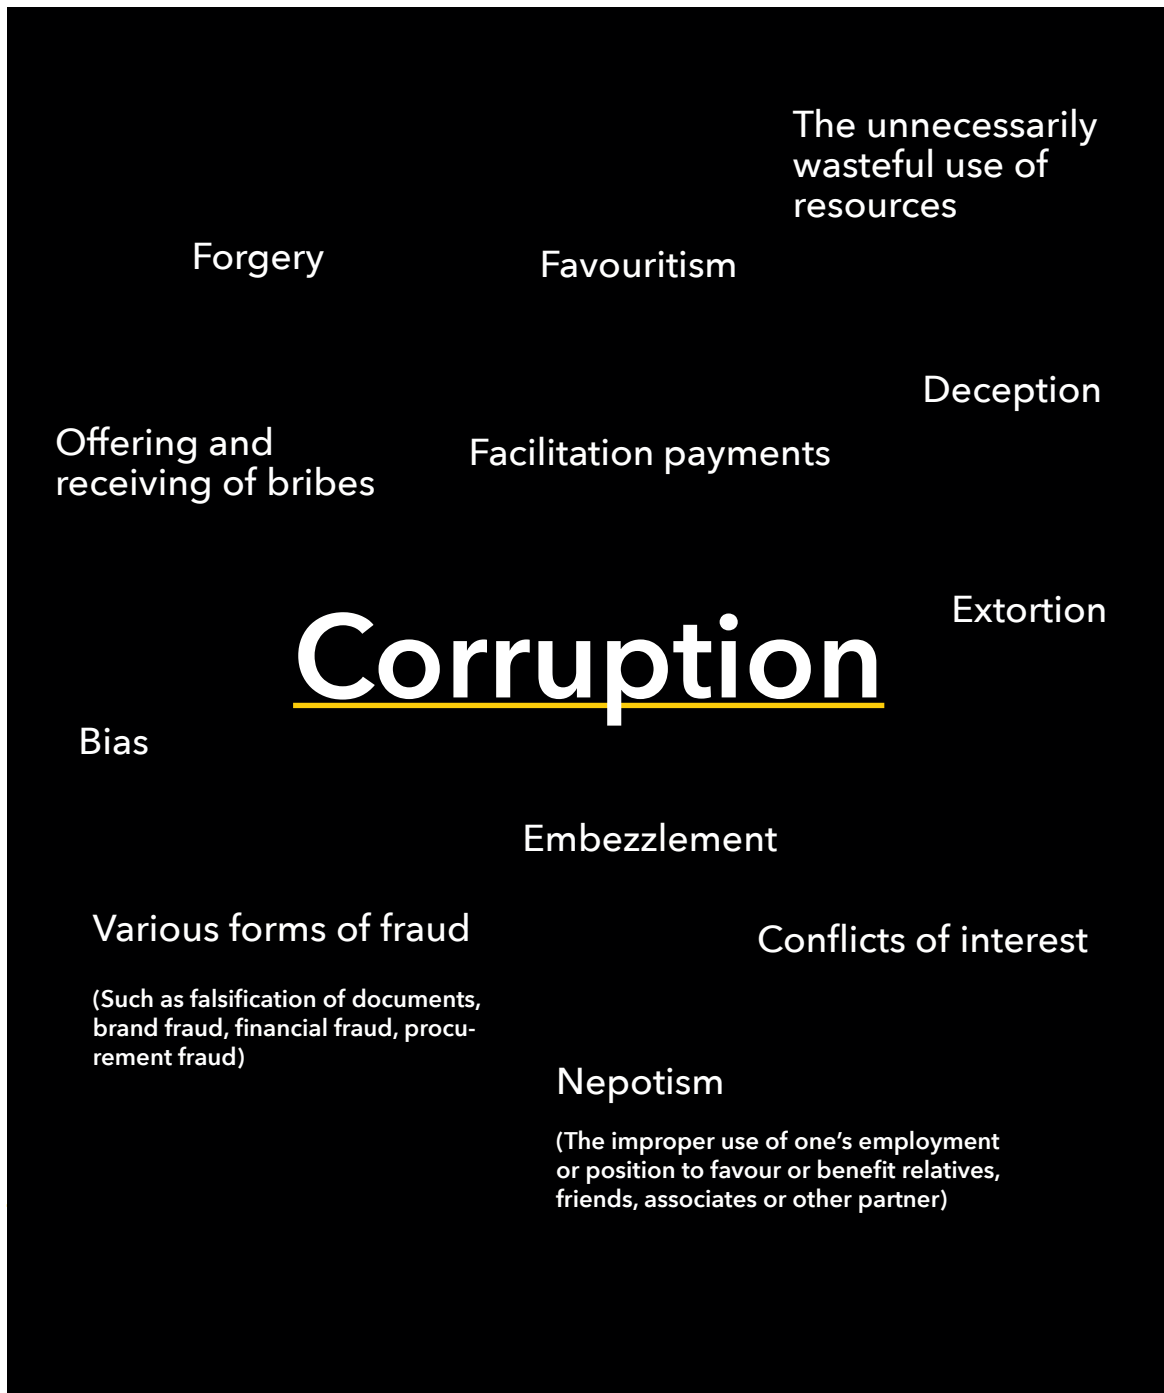 The unnecessarily
wasteful use of
resources
Forgery
Favouritism
Deception
Offering and
receiving of bribes
Facilitation payments
Extortion
Corruption
Bias
Embezzlement
Various forms of fraud
(Such as falsification of documents,
brand fraud, financial fraud, procu-
rement fraud)
Conflicts of interest
Nepotism
(The improper use of one’s employment
or position to favour or benefit relatives,
friends, associates or other partner)